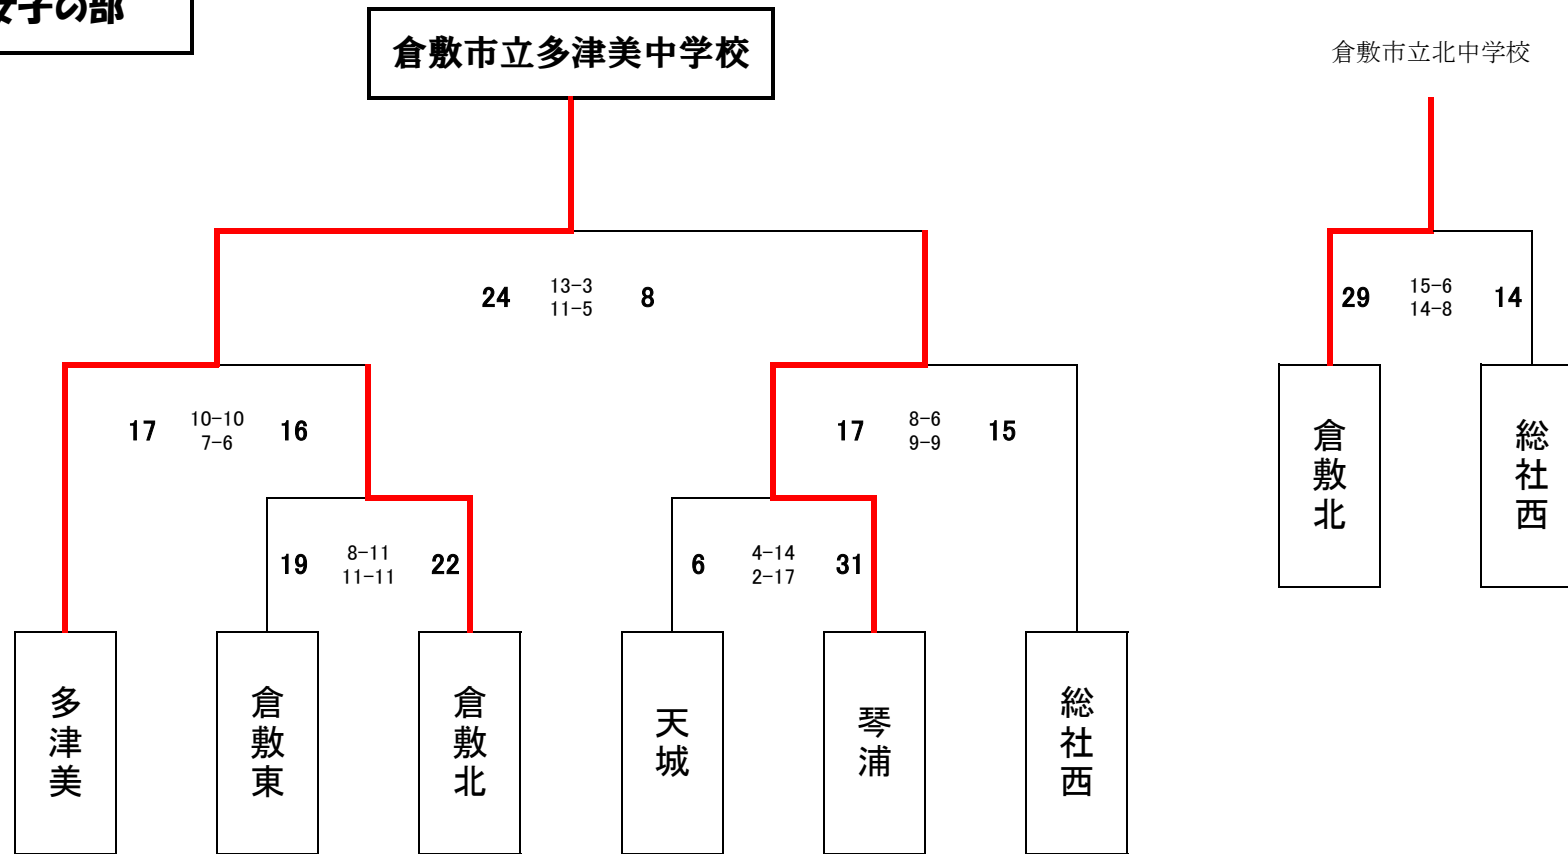 女子の部
倉敷市立多津美中学校
倉敷市立北中学校
24 13-3 8
11-5
29 15-6 14
14-8
17 10-10 16
7-6
17 8-6 15
9-9
19 8-11 22
11-11
6 4-14 31
2-17
倉敷北
総社西
多津美
倉敷東
倉敷北
天城
琴浦
総社西